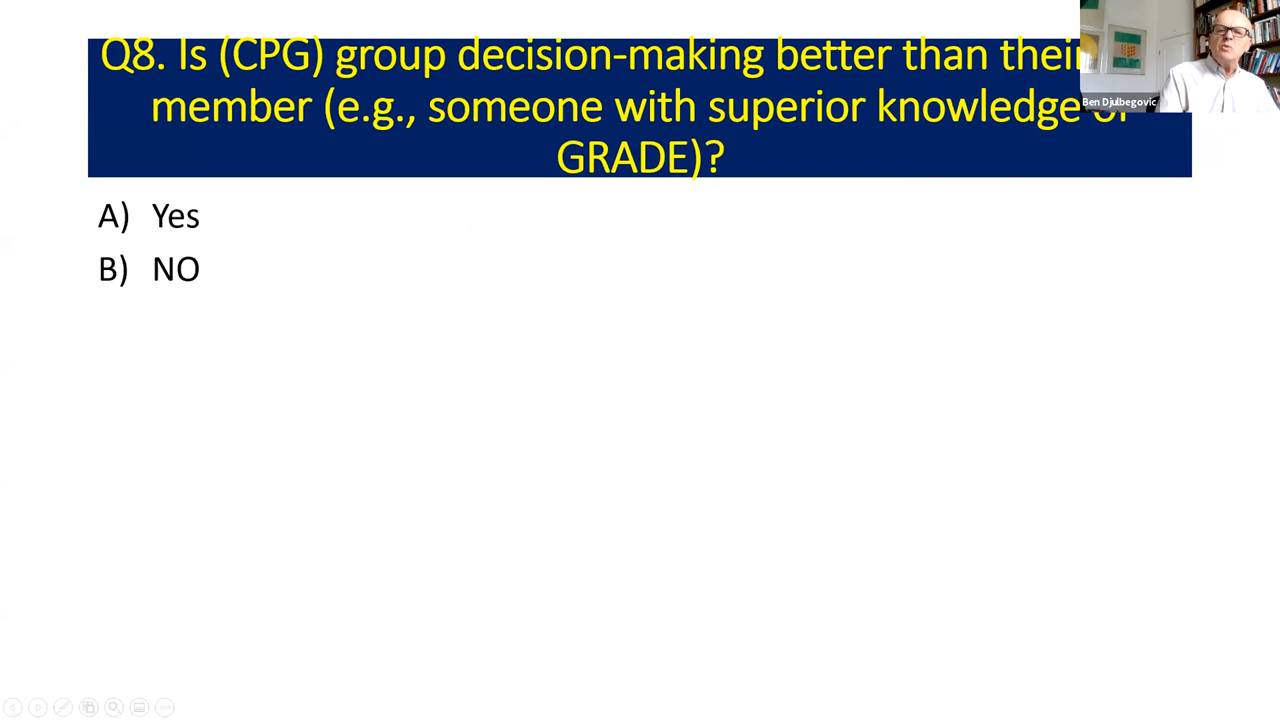 Q8. Is (CPG) group decision-making better than their
member (e.g., someone with superior knowledge of
GRADE)?
Ben Djulbegovic
A) Yes
B) NO